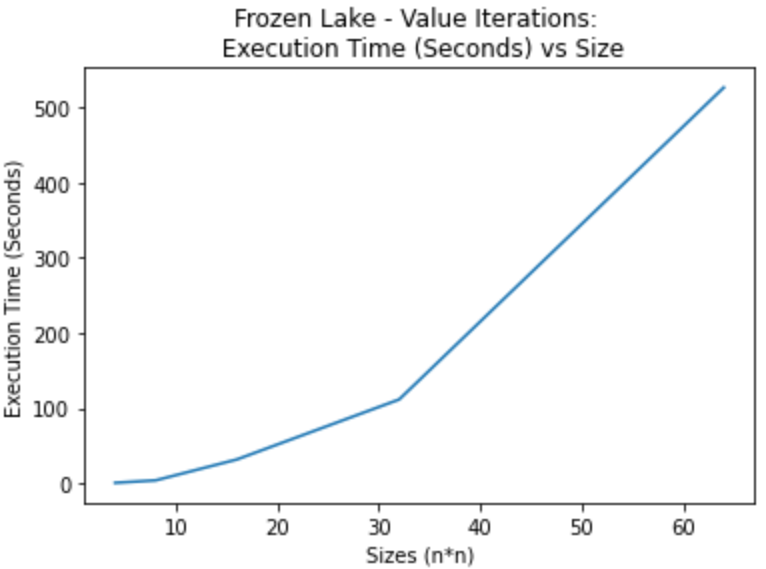 Frozen Lake - Value Iterations:
Execution Time (Seconds) vs Size
Execution Time (Seconds)
500
400
300
200
100
0
10 20 30 40 50 60
Sizes (n*n)